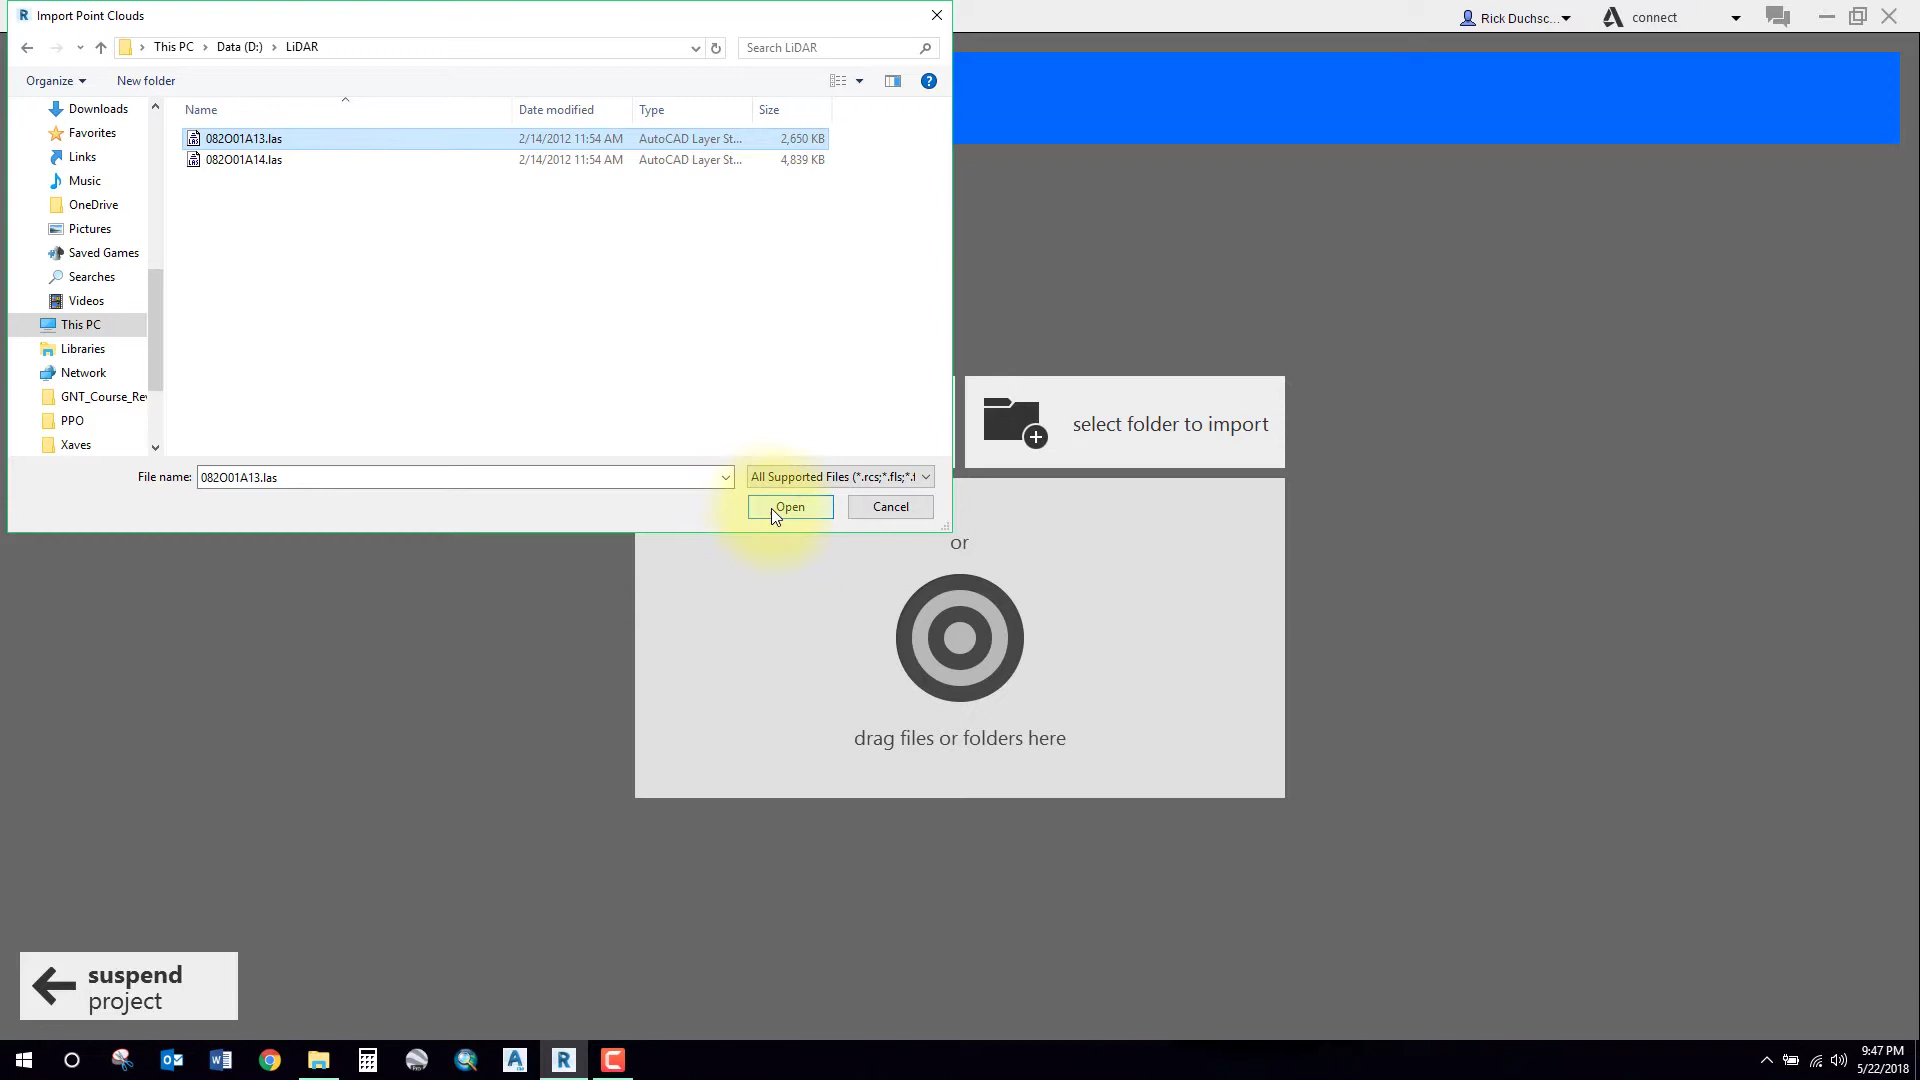 Import Point Clouds
Rick Duchsc...
connect
This PC > Data (D:) > LiDAR
Search LiDAR
Organize
New folder
Name
Date modified
Type
Size
082O01A13.las
2/14/2012 11:54 AM
AutoCAD Layer St...
2,650 KB
082O01A14.las
2/14/2012 11:54 AM
AutoCAD Layer St...
4,839 KB
Downloads
Favorites
Links
Music
OneDrive
Pictures
Saved Games
Searches
Videos
This PC
Libraries
Network
GNT_Course_Rev
PPO
Xaves
File name:
082O01A13.las
All Supported Files (*.rcs;*.fls;*.f
Open
Cancel
select folder to import
or
drag files or folders here
suspend
project
9:47 PM
5/22/2018